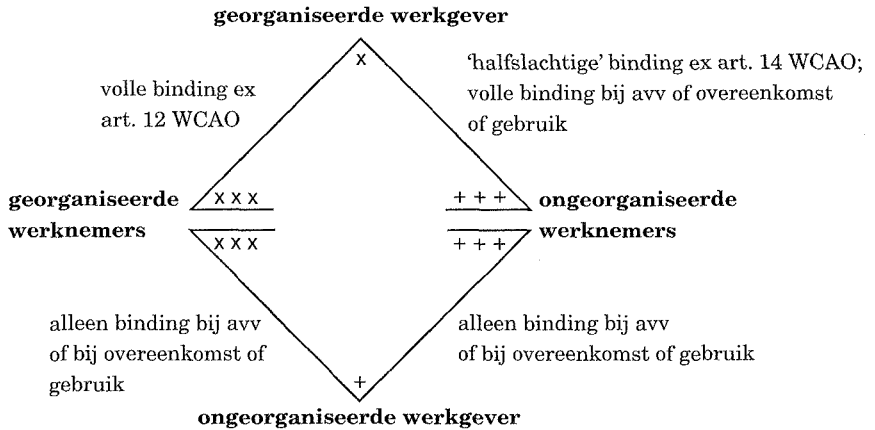 georganiseerde werkgever
x
volle binding ex
art. 12 WCAO
'halfslachtige' binding ex art. 14 WCAO;
volle binding bij avv of overeenkomst
of gebruik
georganiseerde
werknemers
x x x
x x x
+ + +
+ + +
ongeorganiseerde
werknemers
alleen binding bij avv
of bij overeenkomst of
gebruik
alleen binding bij avv
of bij overeenkomst of gebruik
+
ongeorganiseerde werkgever